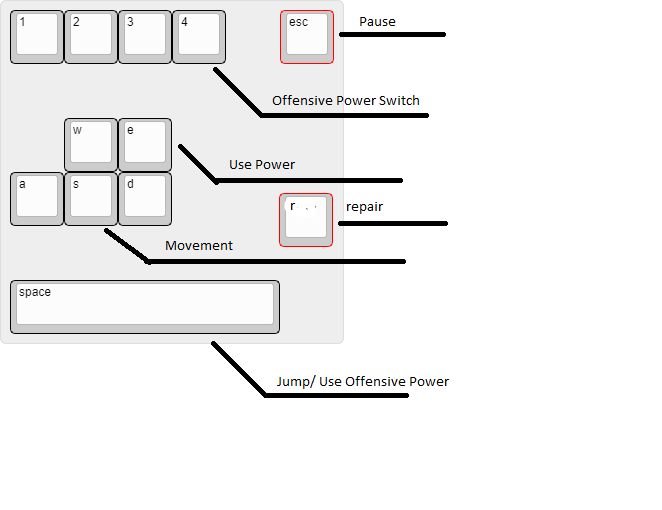 1 2 3 4 esc Pause
Offensive Power Switch
w e
Use Power
a s d
r repair
Movement
space
Jump/ Use Offensive Power